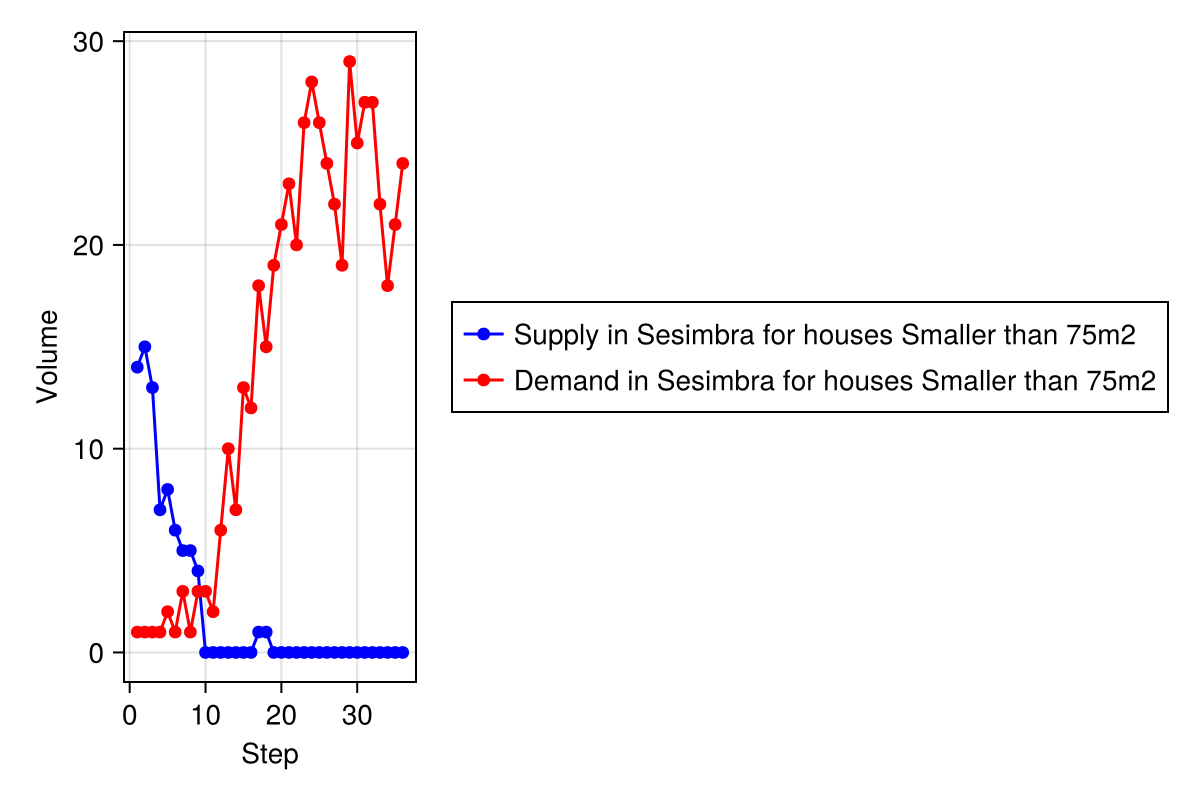 30
20
10
0
Volume
0 10 20 30
Step
Supply in Sesimbra for houses Smaller than 75m2
Demand in Sesimbra for houses Smaller than 75m2